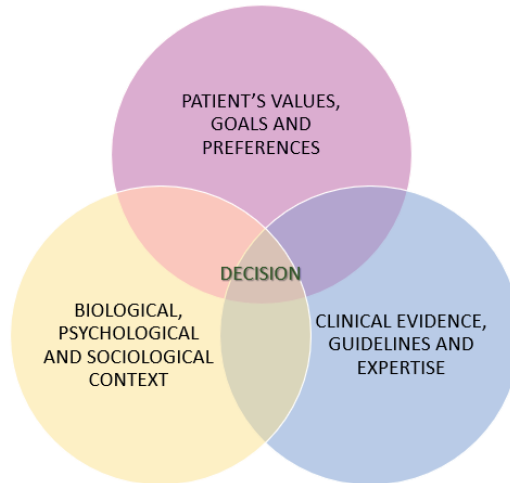 PATIENT'S VALUES,
GOALS AND
PREFERENCES
DECISION
BIOLOGICAL,
PSYCHOLOGICAL
AND SOCIOLOGICAL
CONTEXT
CLINICAL EVIDENCE,
GUIDELINES AND
EXPERTISE